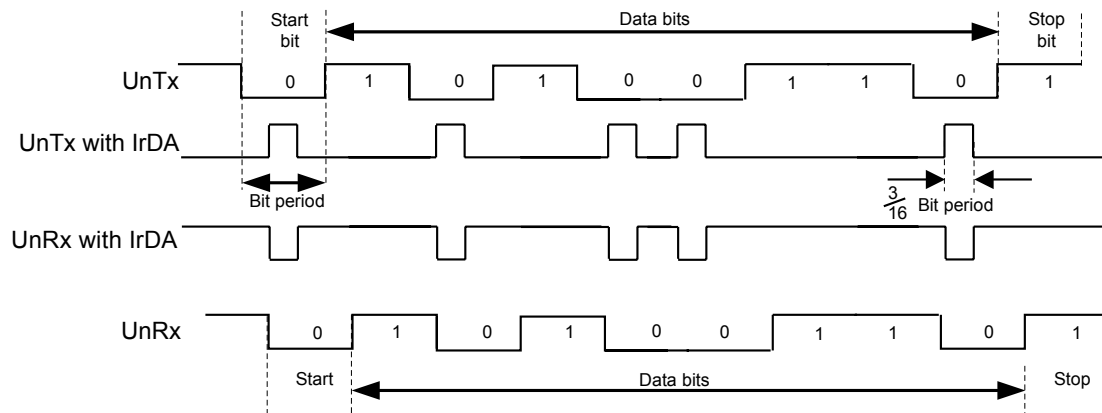 Start
bit
Data bits
Stop
bit
UnTx
0 1 0 1 0 0 1 1 0 1
UnTx with IrDA
Bit period
3/16 Bit period
UnRx with IrDA
UnRx
0 1 0 1 0 0 1 1 0 1
Start
Data bits
Stop